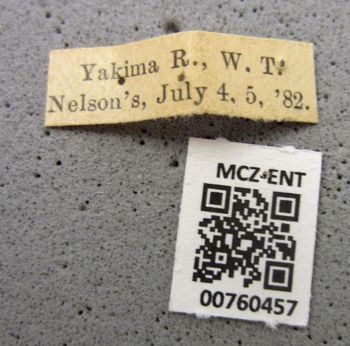 Yakima R., W. T.
Nelson's, July 4, 5, '82.
MCZ-ENT
00760457